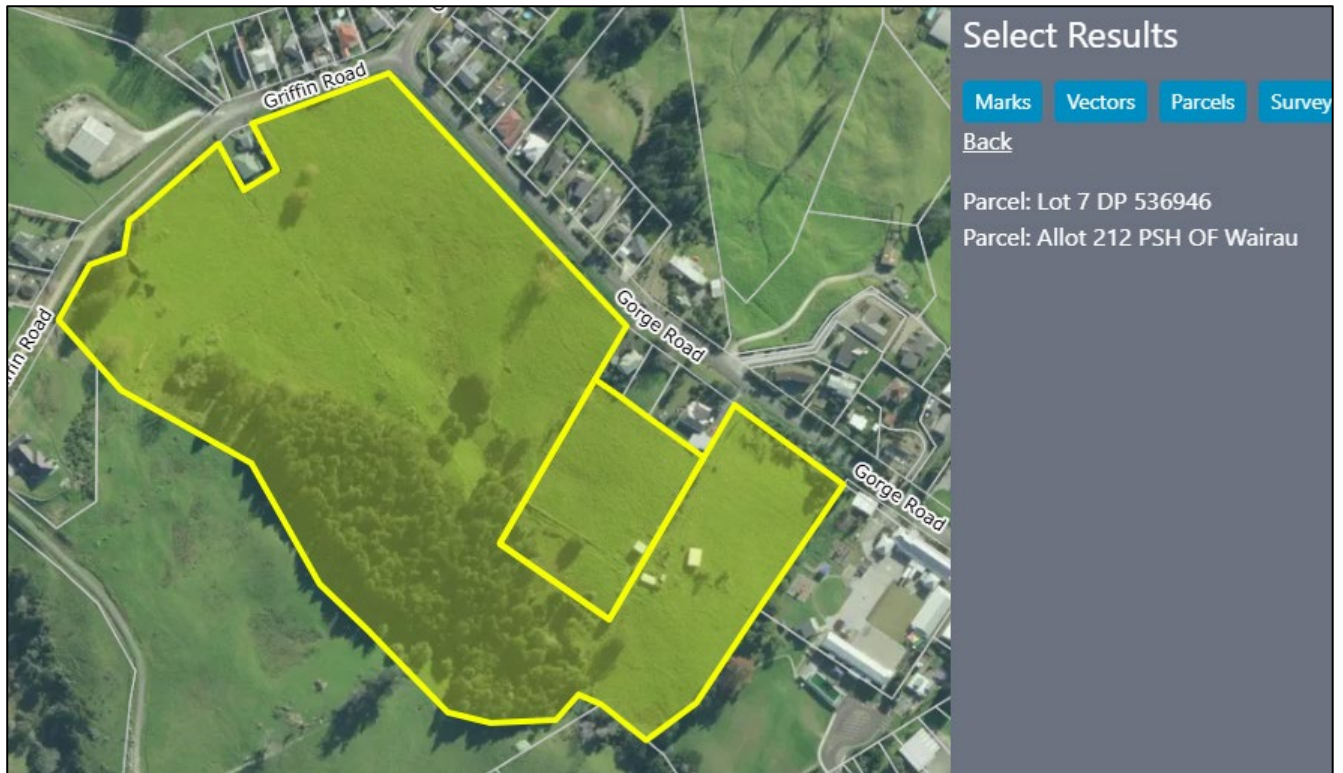 Griffin Road
Gorge Road
Gorge Road
ffin Road
Select Results
Marks Vectors Parcels Survey
Back
Parcel: Lot 7 DP 536946
Parcel: Allot 212 PSH OF Wairau